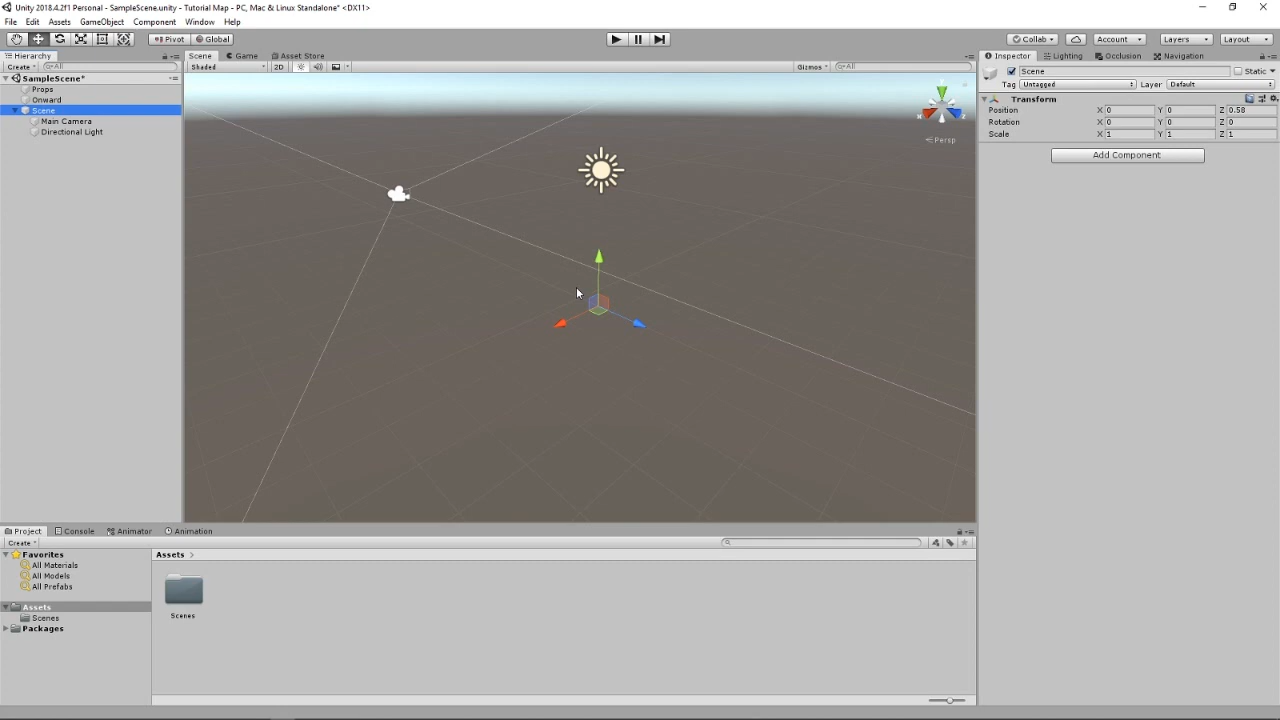 Unity 2018.4.2f1 Personal - SampleScene.unity - Tutorial Map - PC, Mac & Linux Standalone* <DX11>
File Edit Assets GameObject Component Window Help
Pivot Global Collab Account Layers Layout
Hierarchy Scene Game Asset Store Inspector Lighting Occlusion Navigation
Create All Shaded 2D Gizmos All Scene Static
SampleScene* Tag Untagged Layer Default
Props
Onward Transform
Scene Position X 0 Y 0 Z 0.58
Main Camera Rotation X 0 Y 0 Z 0
Directional Light Scale X 1 Y 1 Z 1
Persp
Add Component
Project Console Animator Animation
Create
Favorites Assets
All Materials
All Models
All Prefabs
Assets
Scenes Scenes
Packages